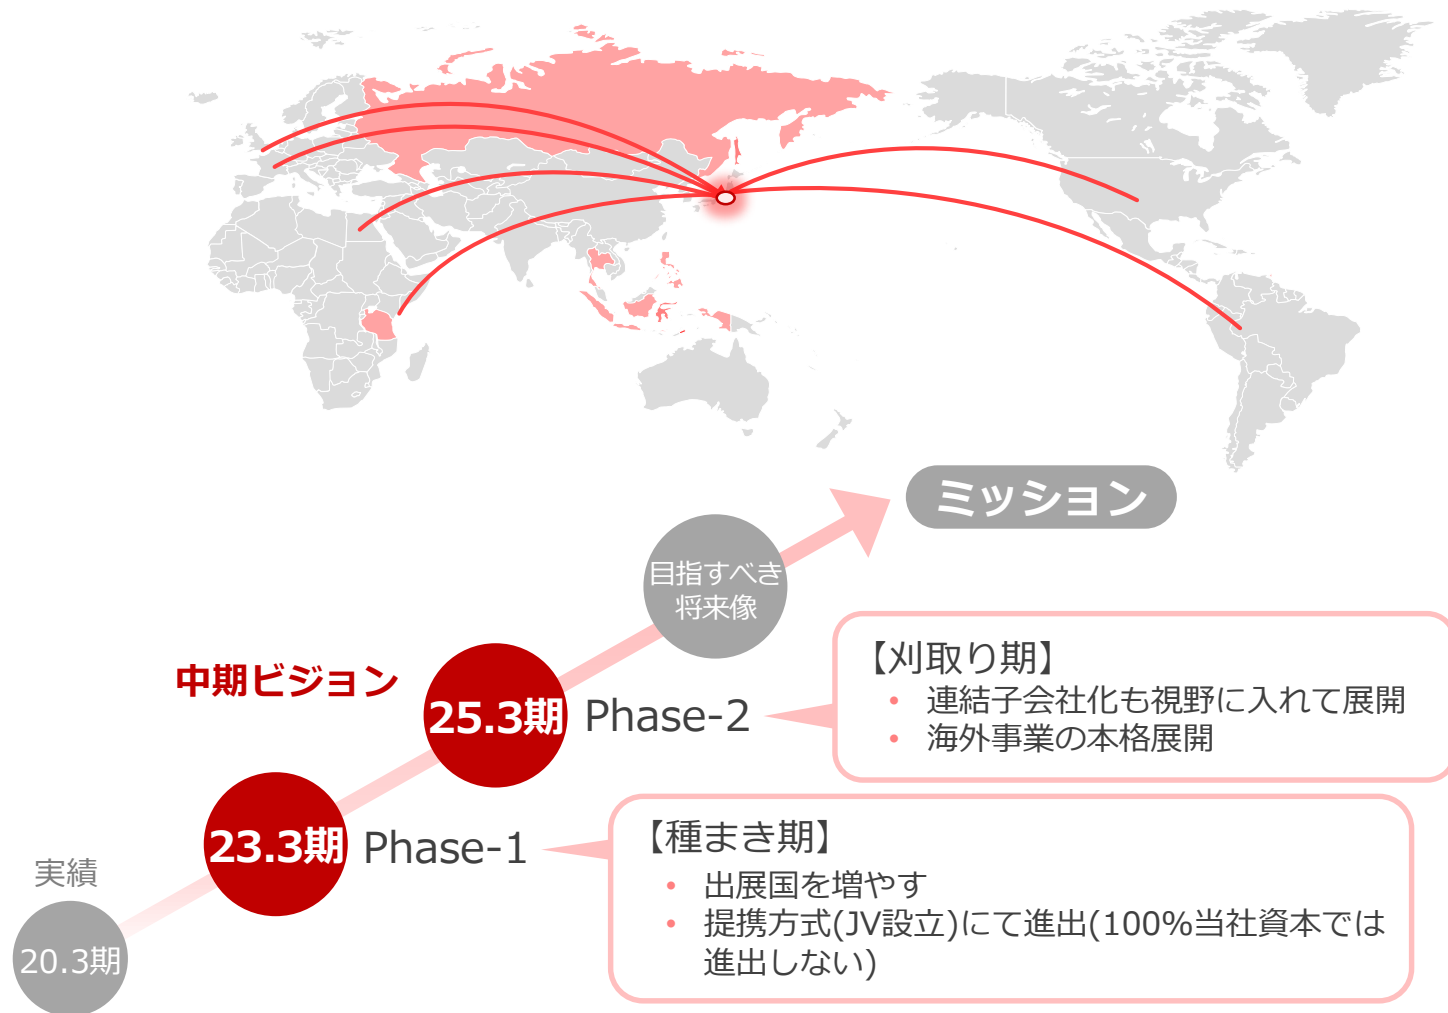 ミッション
目指すべき
将来像
中期ビジョン
25.3期
Phase-2
【刈取り期】
• 連結子会社化も視野に入れて展開
• 海外事業の本格展開
23.3期
Phase-1
【種まき期】
• 出展国を増やす
• 提携方式(JV設立)にて進出(100%当社資本では
進出しない)
実績
20.3期